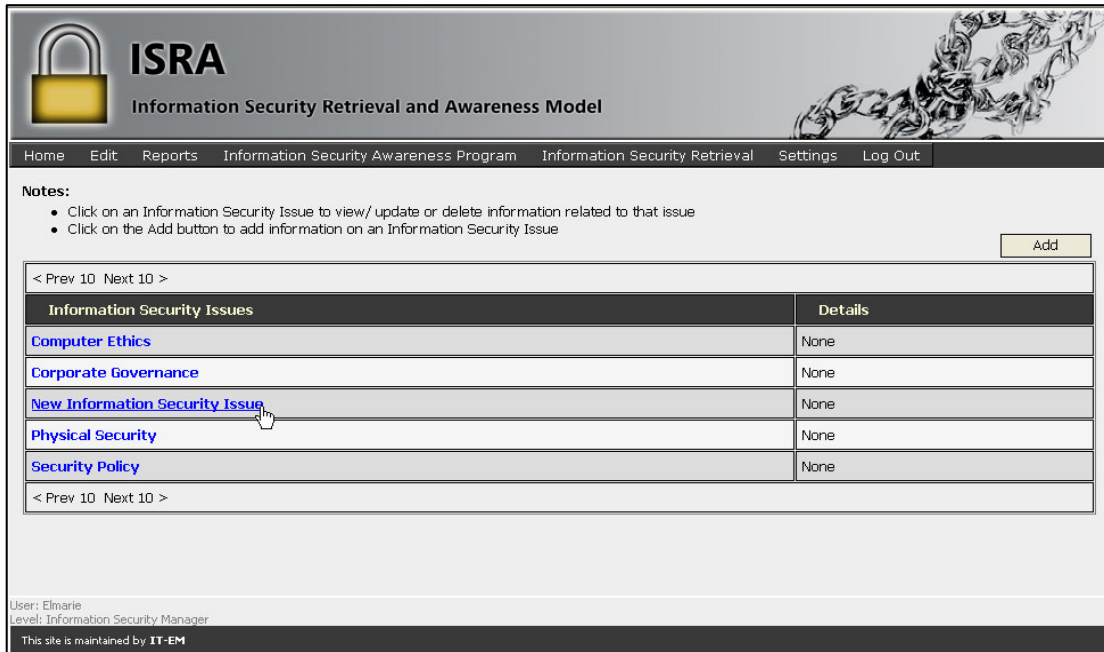 ISRA
Information Security Retrieval and Awareness Model
Home Edit Reports Information Security Awareness Program Information Security Retrieval Settings Log Out
Notes:
• Click on an Information Security Issue to view/ update or delete information related to that issue
• Click on the Add button to add information on an Information Security Issue
Add
< Prev 10 Next 10 >
Information Security Issues Details
Computer Ethics None
Corporate Governance None
New Information Security Issue None
Physical Security None
Security Policy None
< Prev 10 Next 10 >
User: Elmarie
Level: Information Security Manager
This site is maintained by IT-EM